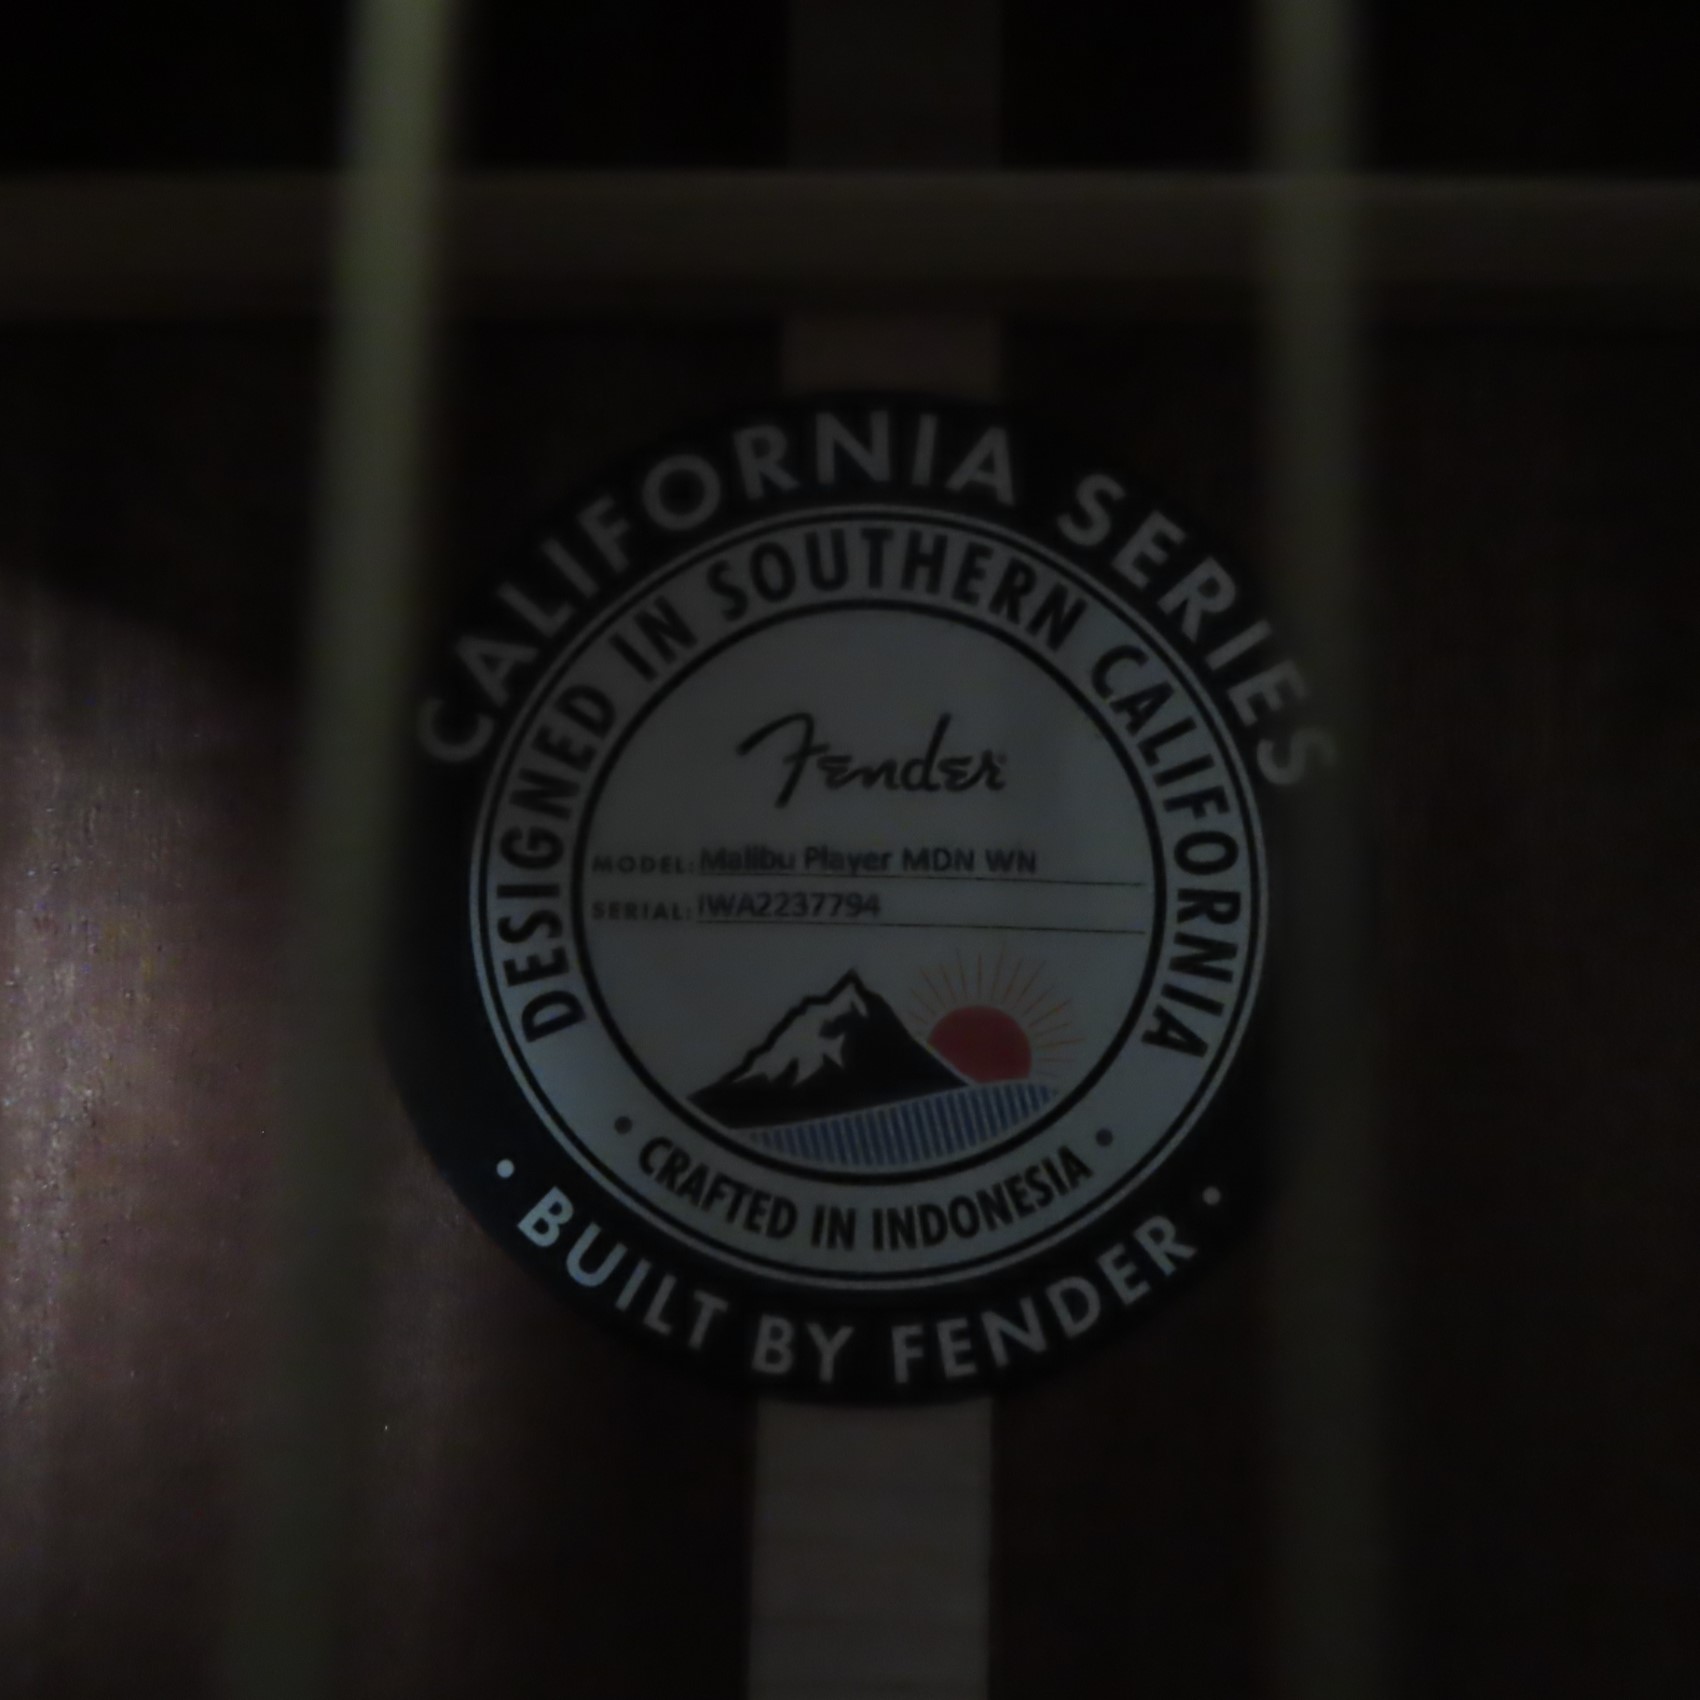 CALIFORNIA SERIES
DESIGNED IN SOUTHERN CALIFORNIA
Fender
MODEL: Malibu Player MDN WN
SERIAL: IWA2237794
• CRAFTED IN INDONESIA •
• BUILT BY FENDER •